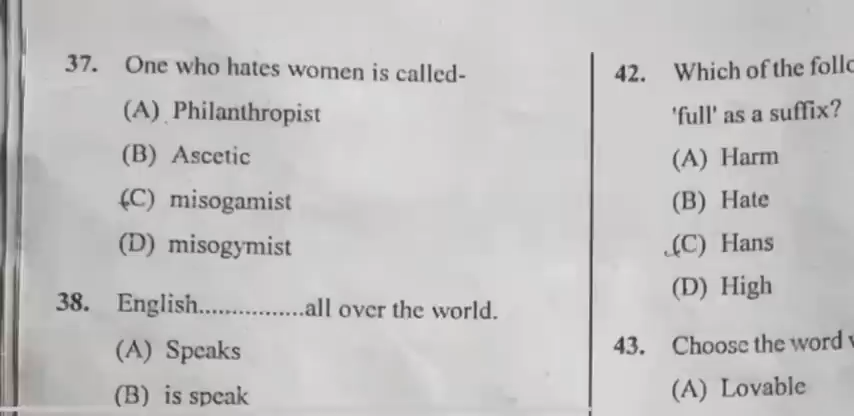 37. One who hates women is called-
(A) Philanthropist
(B) Ascetic
(C) misogamist
(D) misogymist
38. English................all over the world.
(A) Speaks
(B) is speak
42. Which of the follo
'full' as a suffix?
(A) Harm
(B) Hate
(C) Hans
(D) High
43. Choose the word
(A) Lovable